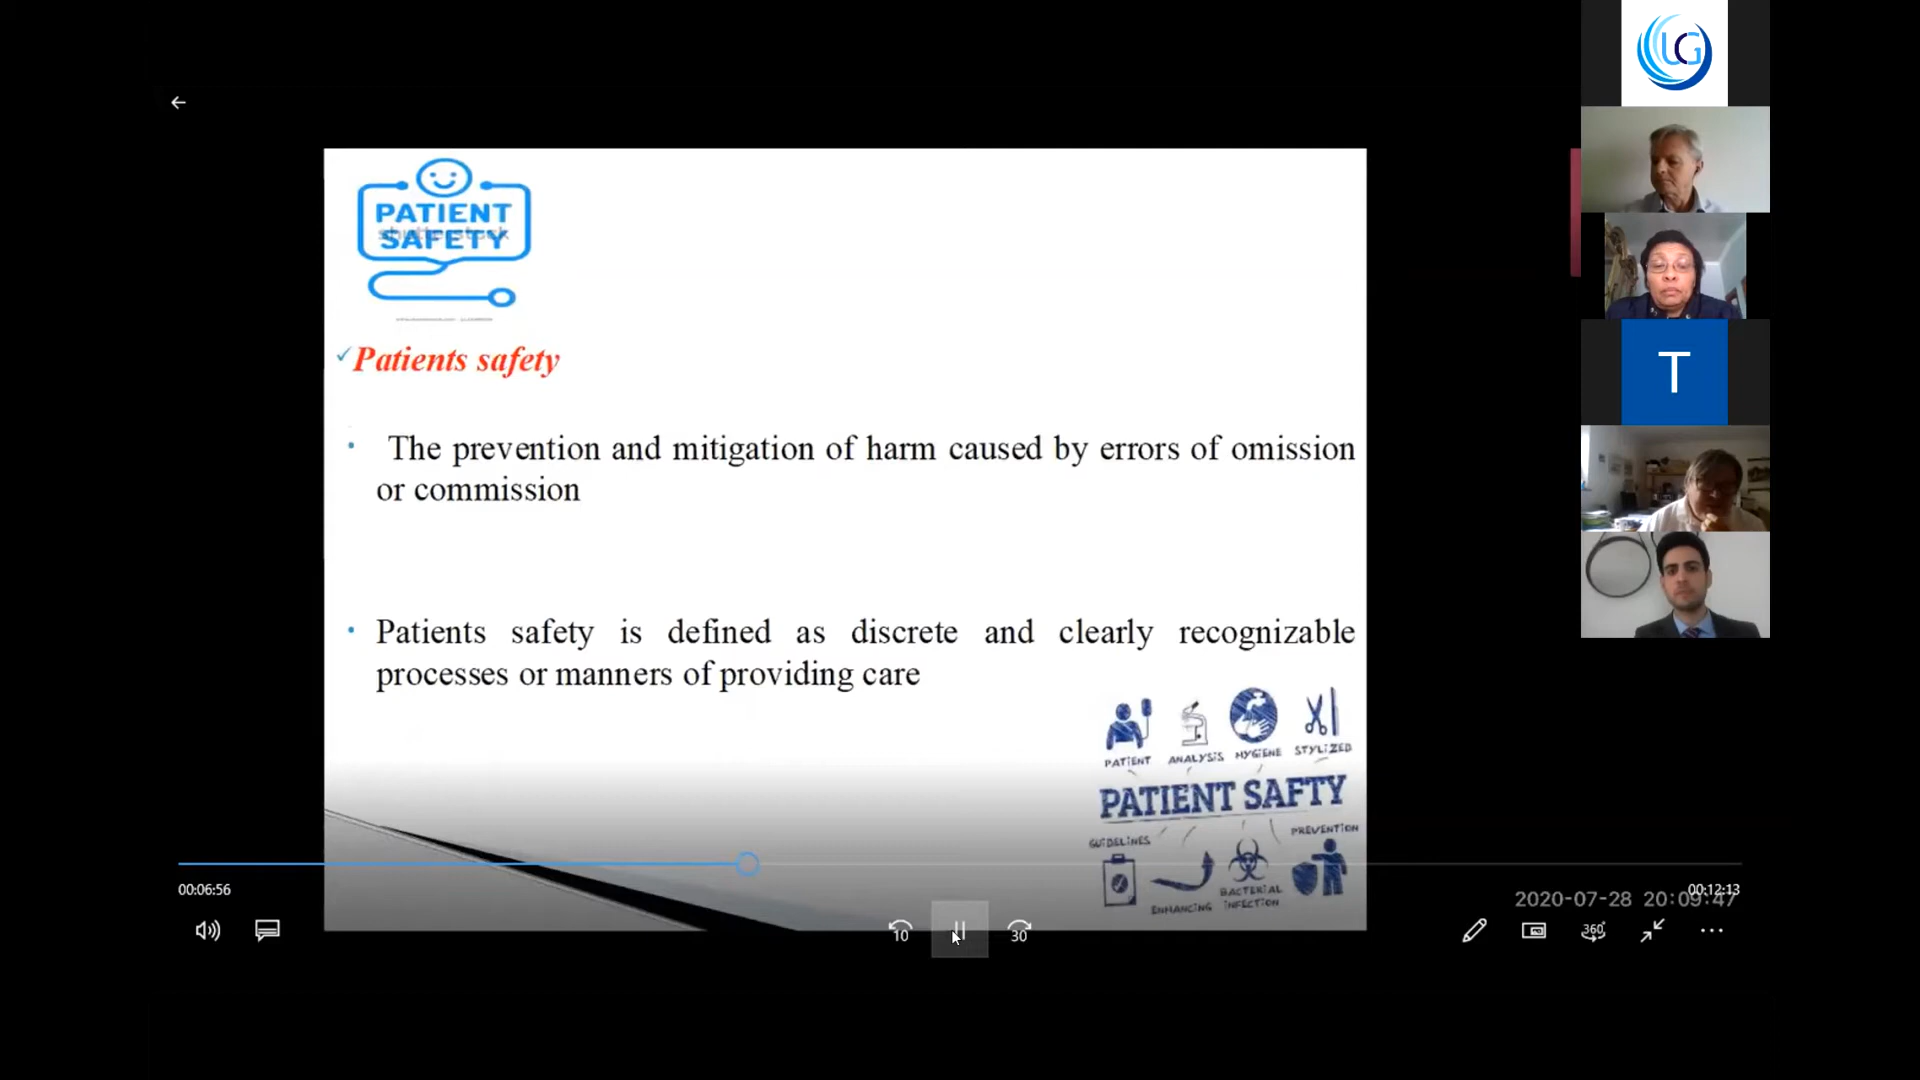 LG
PATIENT
SAFETY
shutterstock
✓Patients safety
• The prevention and mitigation of harm caused by errors of omission
or commission
T
• Patients safety is defined as discrete and clearly recognizable
processes or manners of providing care
PATIENT ANALYSIS HYGIENE STYLIZED
PATIENT SAFTY
GUIDELINES PREVENTION
ENHANCING BACTERIAL
INFECTION
00:06:56
00:12:13
2020-07-28 20:09:47
10
30
360°